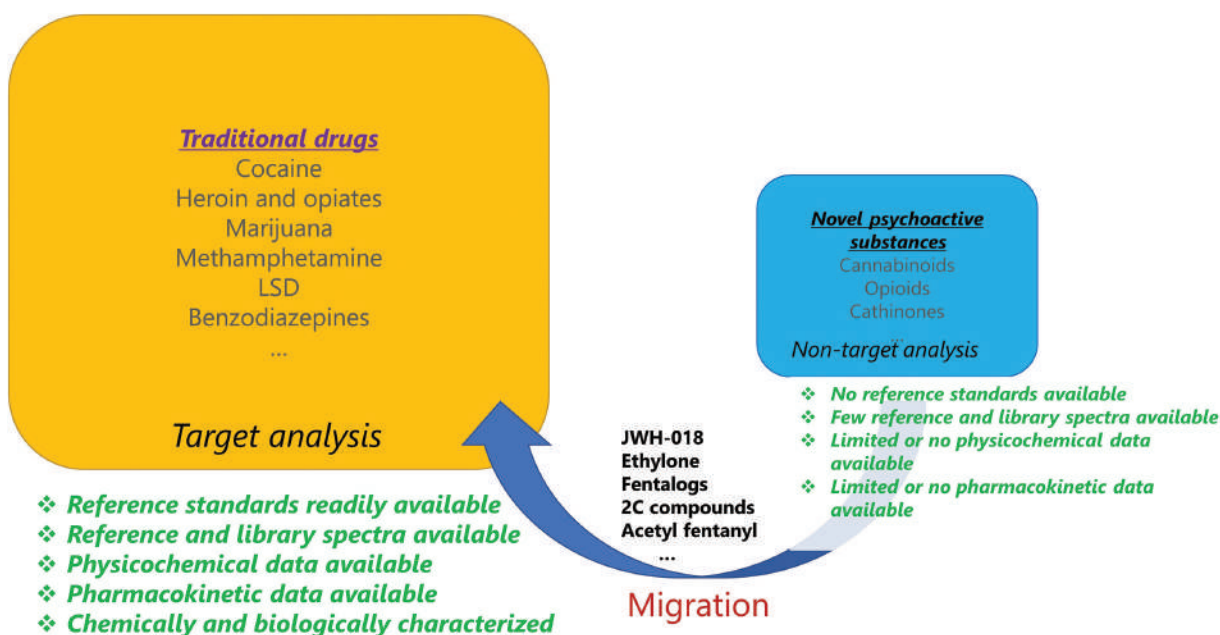 Traditional drugs
Cocaine
Heroin and opiates
Marijuana
Methamphetamine
LSD
Benzodiazepines
...
Target analysis
❖ Reference standards readily available
❖ Reference and library spectra available
❖ Physicochemical data available
❖ Pharmacokinetic data available
❖ Chemically and biologically characterized
Novel psychoactive
substances
Cannabinoids
Opioids
Cathinones
...
Non-target analysis
❖ No reference standards available
❖ Few reference and library spectra available
❖ Limited or no physicochemical data
available
❖ Limited or no pharmacokinetic data
available
JWH-018
Ethylone
Fentalogs
2C compounds
Acetyl fentanyl
...
Migration